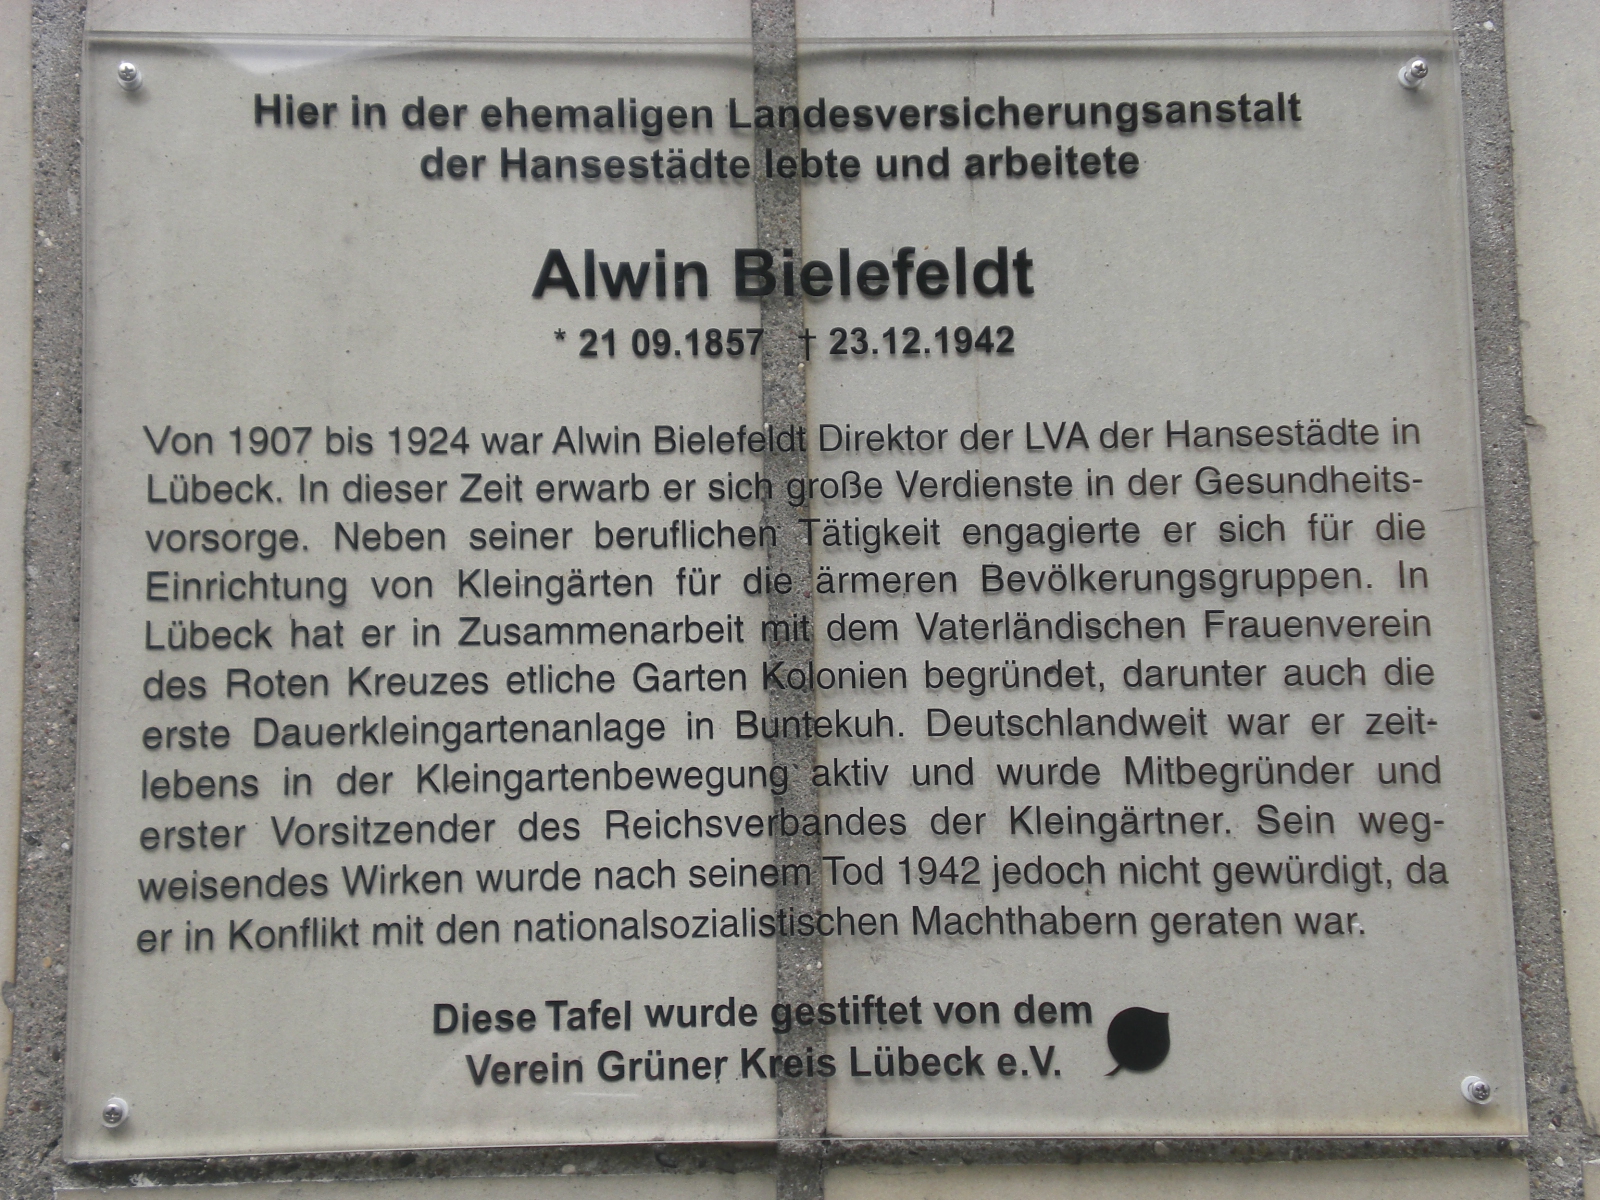 Hier in der ehemaligen Landesversicherungsanstalt
der Hansestädte lebte und arbeitete
Alwin Bielefeldt
* 21 09.1857 † 23.12.1942
Von 1907 bis 1924 war Alwin Bielefeldt Direktor der LVA der Hansestädte in
Lübeck. In dieser Zeit erwarb er sich große Verdienste in der Gesundheits-
vorsorge. Neben seiner beruflichen Tätigkeit engagierte er sich für die
Einrichtung von Kleingärten für die ärmeren Bevölkerungsgruppen. In
Lübeck hat er in Zusammenarbeit mit dem Vaterländischen Frauenverein
des Roten Kreuzes etliche Garten Kolonien begründet, darunter auch die
erste Dauerkleingartenanlage in Buntekuh. Deutschlandweit war er zeit-
lebens in der Kleingartenbewegung aktiv und wurde Mitbegründer und
erster Vorsitzender des Reichsverbandes der Kleingärtner. Sein weg-
weisendes Wirken wurde nach seinem Tod 1942 jedoch nicht gewürdigt, da
er in Konflikt mit den nationalsozialistischen Machthabern geraten war.
Diese Tafel wurde gestiftet von dem
Verein Grüner Kreis Lübeck e.V.